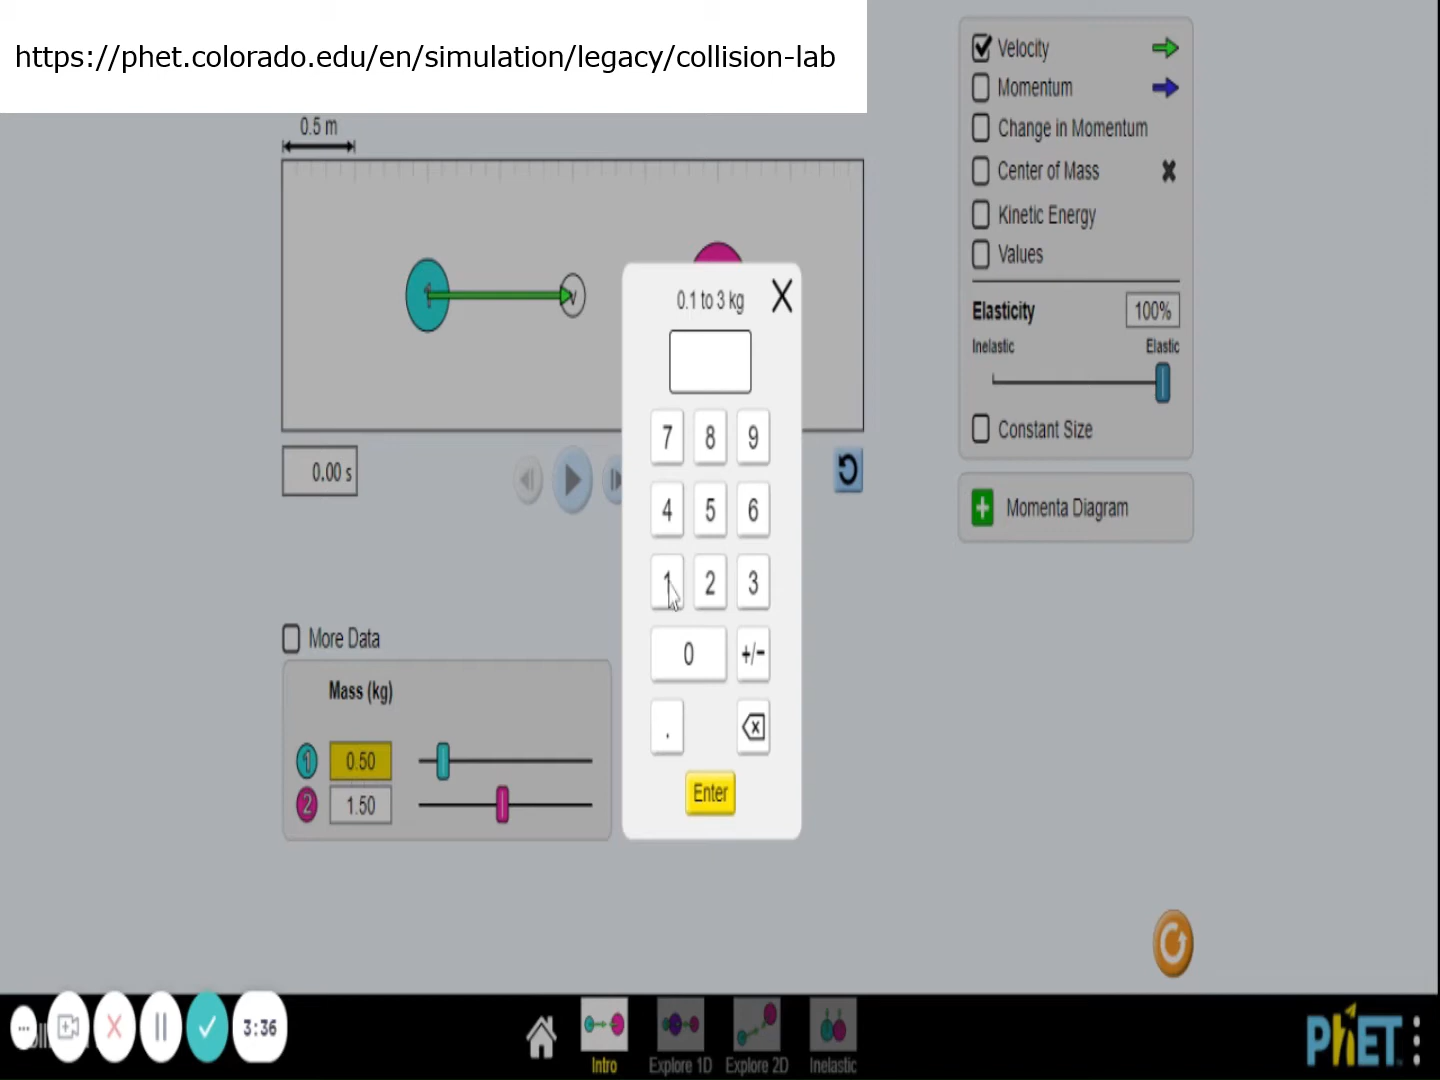 https://phet.colorado.edu/en/simulation/legacy/collision-lab
Velocity
Momentum
Change in Momentum
Center of Mass
Kinetic Energy
Values
Elasticity 100%
Inelastic Elastic
Constant Size
Momenta Diagram
0.5 m
1
v
0.00 s
0.1 to 3 kg
7 8 9
4 5 6
1 2 3
0 +/-
.
Enter
More Data
Mass (kg)
1 0.50
2 1.50
3:36
Intro
Explore 1D
Explore 2D
Inelastic
PhET